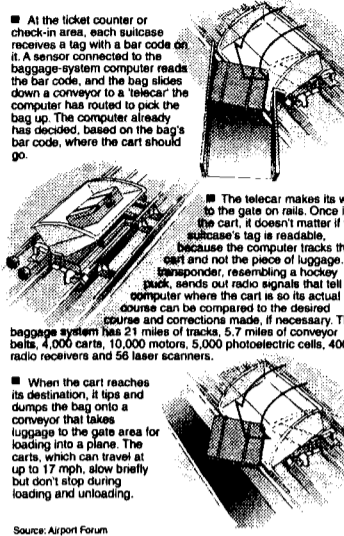 ■ At the ticket counter or
check-in area, each suitcase
receives a tag with a bar code on
it. A sensor connected to the
baggage-system computer reads
the bar code, and the bag slides
down a conveyor to a 'telecar' the
computer has routed to pick the
bag up. The computer already
has decided, based on the bag's
bar code, where the cart should
go.
■ The telecar makes its w
to the gate on rails. Once i
the cart, it doesn't matter if
suitcase's tag is readable,
because the computer tracks th
cart and not the piece of luggage.
transponder, resembling a hockey
puck, sends out radio signals that tell
computer where the cart is so its actual
course can be compared to the desired
course and corrections made, if necessary. T
baggage system has 21 miles of tracks, 5.7 miles of conveyor
belts, 4,000 carts, 10,000 motors, 5,000 photoelectric cells, 400
radio receivers and 56 laser scanners.
■ When the cart reaches
its destination, it tips and
dumps the bag onto a
conveyor that takes
luggage to the gate area for
loading into a plane. The
carts, which can travel at
up to 17 mph, slow briefly
but don't stop during
loading and unloading.
Source: Airport Forum